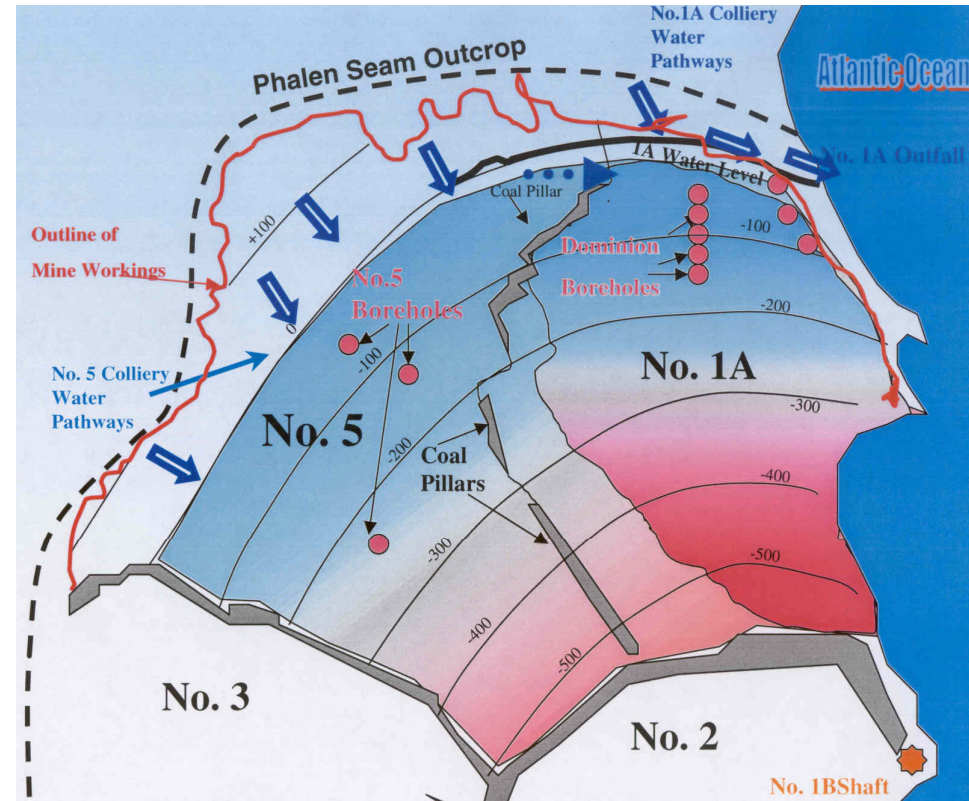 No.1A Colliery
Water
Pathways
Atlantic Ocean
Phalen Seam Outcrop
No. 1A Outfall
1A Water Level
Coal Pillar
+100
Outline of
Mine Workings
Dominion
Boreholes
-100
No.5
Boreholes
0
-100
-200
No. 5 Colliery
Water
Pathways
No. 1A
-300
No. 5
-200
Coal
Pillars
-400
-300
-500
-400
-500
No. 3
No. 2
No. 1BShaft